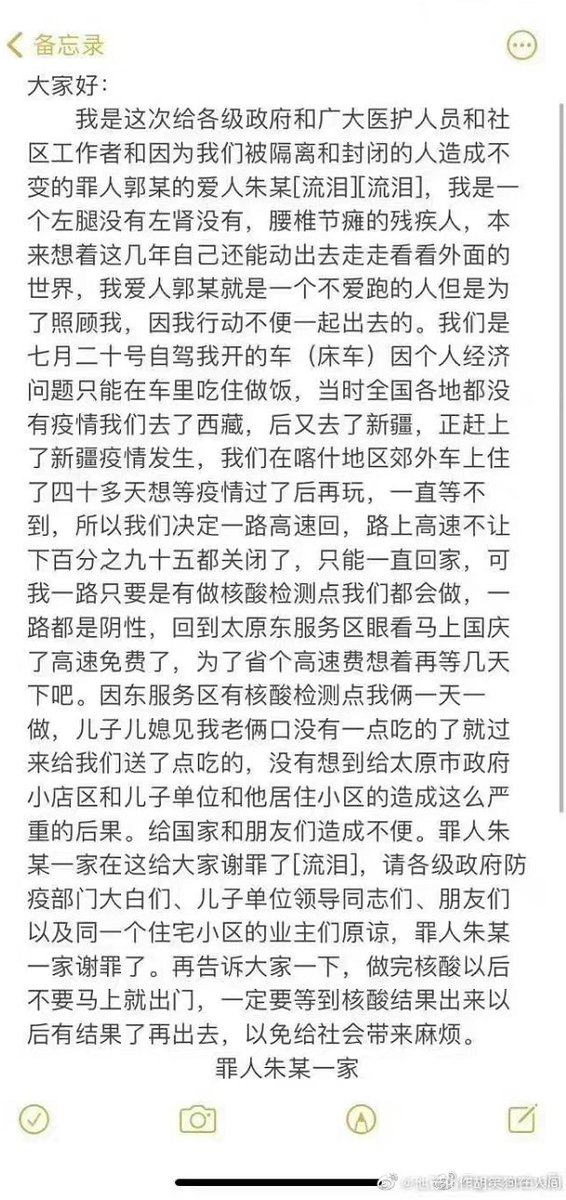 备忘录
大家好：
我是这次给各级政府和广大医护人员和社
区工作者和因为我们被隔离和封闭的人造成不
变的罪人郭某的爱人朱某[流泪][流泪]，我是一
个左腿没有左肾没有，腰椎节瘫的残疾人，本
来想着这几年自己还能动出去走走看看外面的
世界，我爱人郭某就是一个不爱跑的人但是为
了照顾我，因我行动不便一起出去的。我们是
七月二十号自驾我开的车（床车）因个人经济
问题只能在车里吃住做饭，当时全国各地都没
有疫情我们去了西藏，后又去了新疆，正赶上
了新疆疫情发生，我们在喀什地区郊外车上住
了四十多天想等疫情过了后再玩，一直等不
到，所以我们决定一路高速回，路上高速不让
下百分之九十五都关闭了，只能一直回家，可
我一路只要是有做核酸检测点我们都会做，一
路都是阴性，回到太原东服务区眼看马上国庆
了高速免费了，为了省个高速费想着再等几天
下吧。因东服务区有核酸检测点我俩一天一
做，儿子儿媳见我老俩口没有一点吃的了就过
来给我们送了点吃的，没有想到给太原市政府
小店区和儿子单位和他居住小区的造成这么严
重的后果。给国家和朋友们造成不便。罪人朱
某一家在这给大家谢罪了[流泪]，请各级政府防
疫部门大白们、儿子单位领导同志们、朋友们
以及同一个住宅小区的业主们原谅，罪人朱某
一家谢罪了。再告诉大家一下，做完核酸以后
不要马上就出门，一定要等到核酸结果出来以
后有结果了再出去，以免给社会带来麻烦。
罪人朱某一家